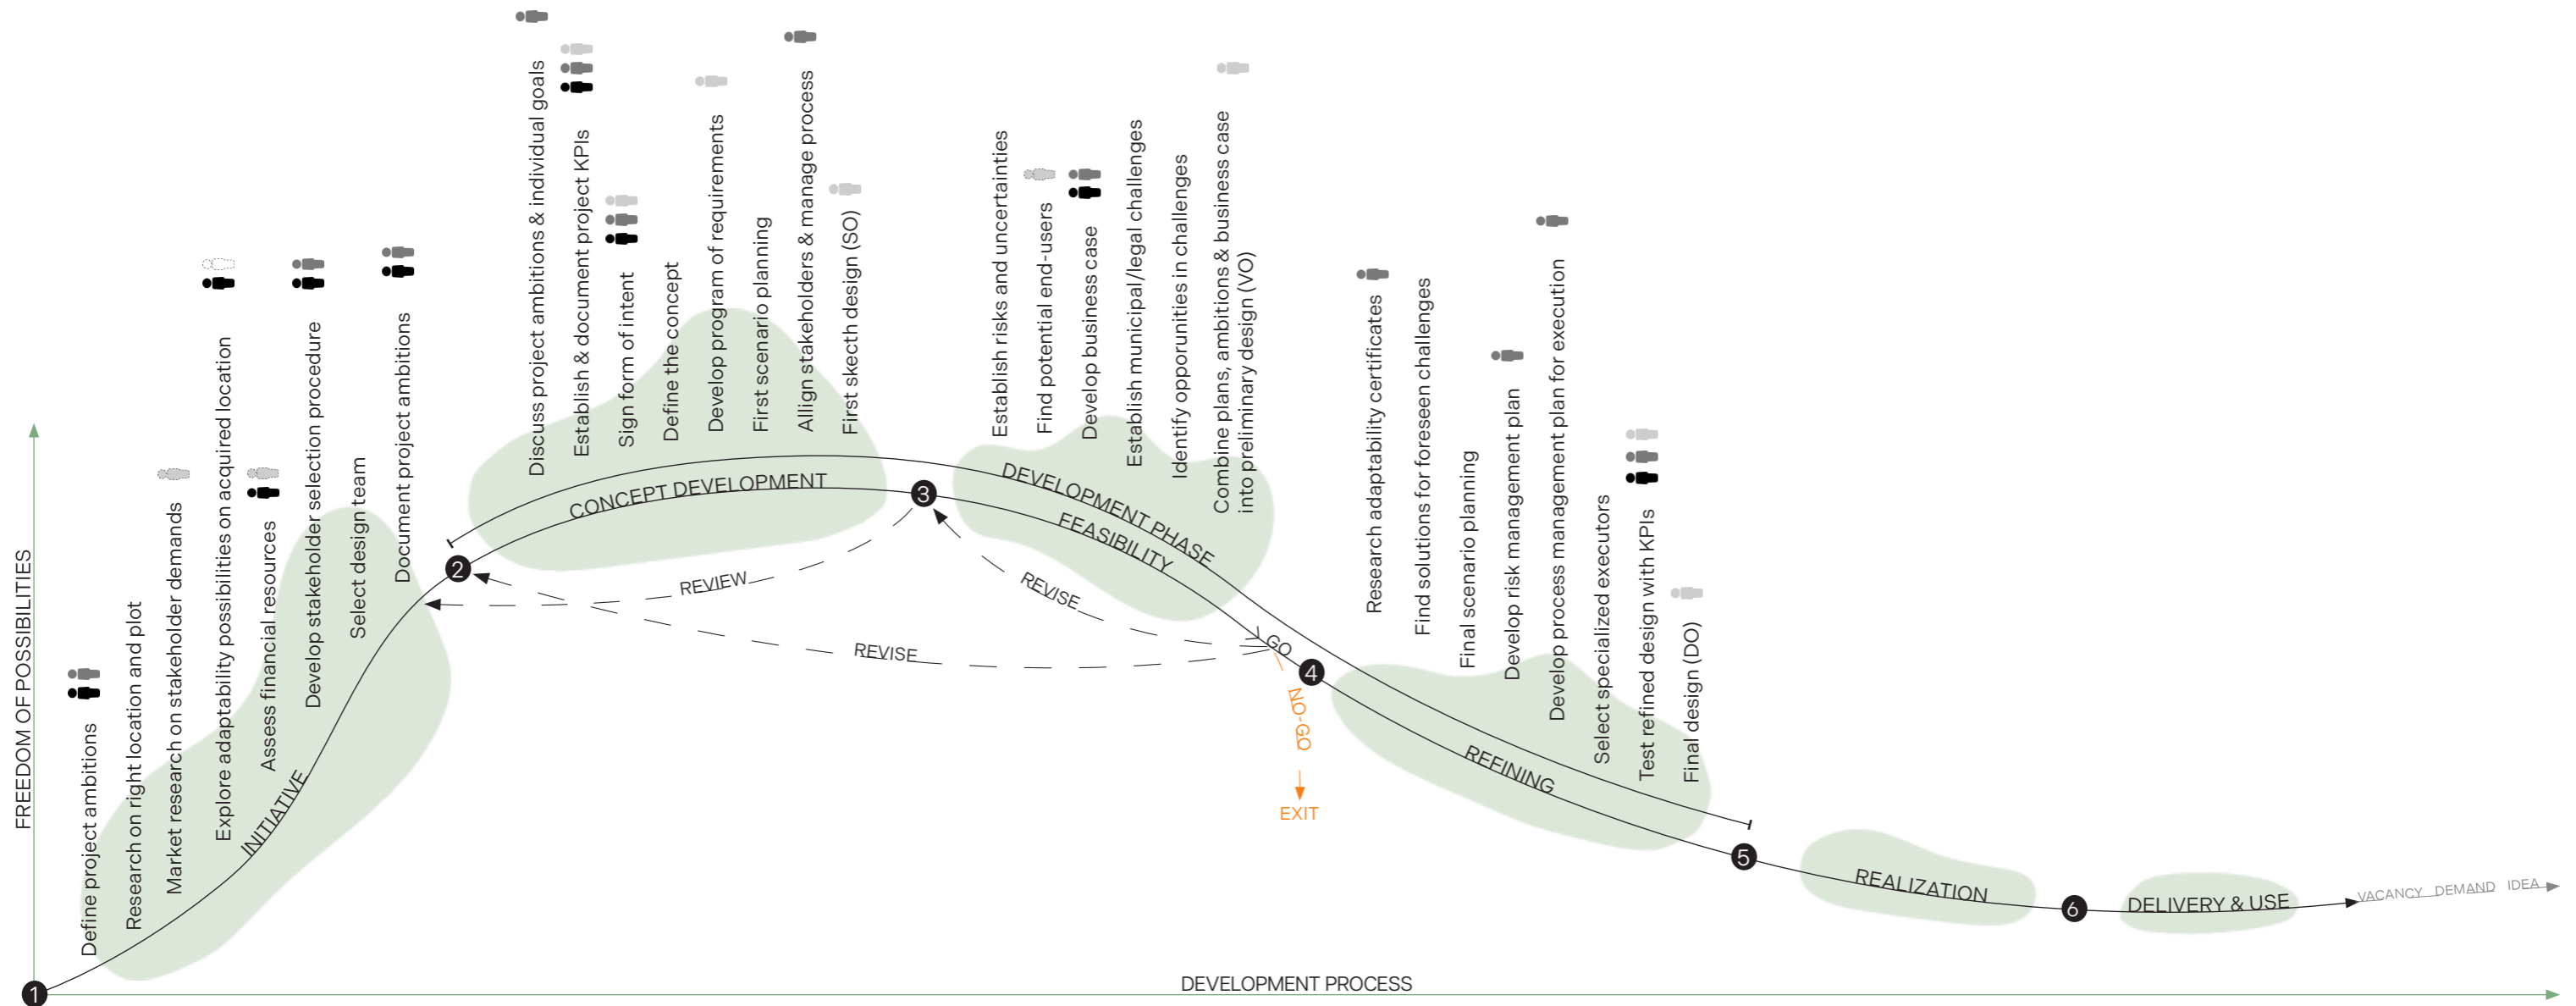 FREEDOM OF POSSIBILITIES
DEVELOPMENT PROCESS
1
INITIATIVE
Define project ambitions
Research on right location and plot
Market research on stakeholder demands
Explore adaptability possibilities on acquired location
Assess financial resources
Develop stakeholder selection procedure
Select design team
Document project ambitions
2
CONCEPT DEVELOPMENT
Discuss project ambitions & individual goals
Establish & document project KPIs
Sign form of intent
Define the concept
Develop program of requirements
First scenario planning
Allign stakeholders & manage process
First skecth design (SO)
3
DEVELOPMENT PHASE
FEASIBILITY
Establish risks and uncertainties
Find potential end-users
Develop business case
Establish municipal/legal challenges
Identify opporunities in challenges
Combine plans, ambitions & business case
into preliminary design (VO)
REVIEW
REVISE
REVISE
GO
NO-GO
EXIT
4
REFINING
Research adaptability certificates
Find solutions for foreseen challenges
Final scenario planning
Develop risk management plan
Develop process management plan for execution
Select specialized executors
Test refined design with KPIs
Final design (DO)
5
REALIZATION
6
DELIVERY & USE
VACANCY DEMAND IDEA